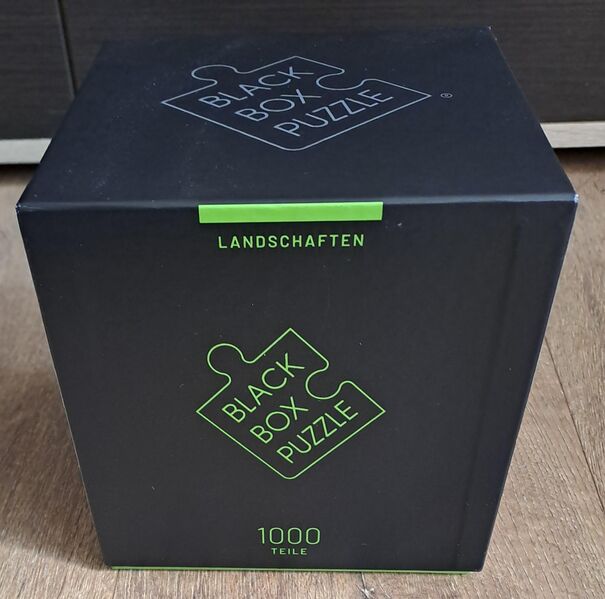 BLACK
BOX
PUZZLE
®
LANDSCHAFTEN
BLACK
BOX
PUZZLE
1000
TEILE